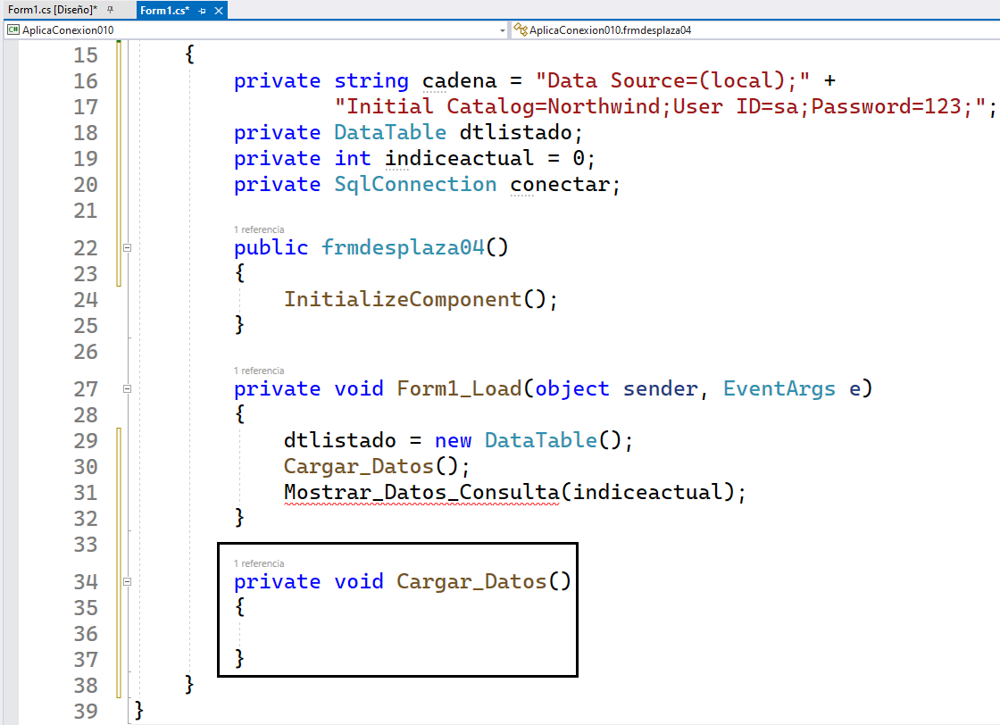 Form1.cs [Diseño]* Form1.cs*
C# AplicaConexion010 AplicaConexion010.frmdesplaza04
15 {
16 private string cadena = "Data Source=(local);" +
17 "Initial Catalog=Northwind;User ID=sa;Password=123;";
18 private DataTable dtlistado;
19 private int indiceactual = 0;
20 private SqlConnection conectar;
21
1 referencia
22 public frmdesplaza04()
23 {
24 InitializeComponent();
25 }
26
1 referencia
27 private void Form1_Load(object sender, EventArgs e)
28 {
29 dtlistado = new DataTable();
30 Cargar_Datos();
31 Mostrar_Datos_Consulta(indiceactual);
32 }
33
1 referencia
34 private void Cargar_Datos()
35 {
36
37 }
38 }
39 }